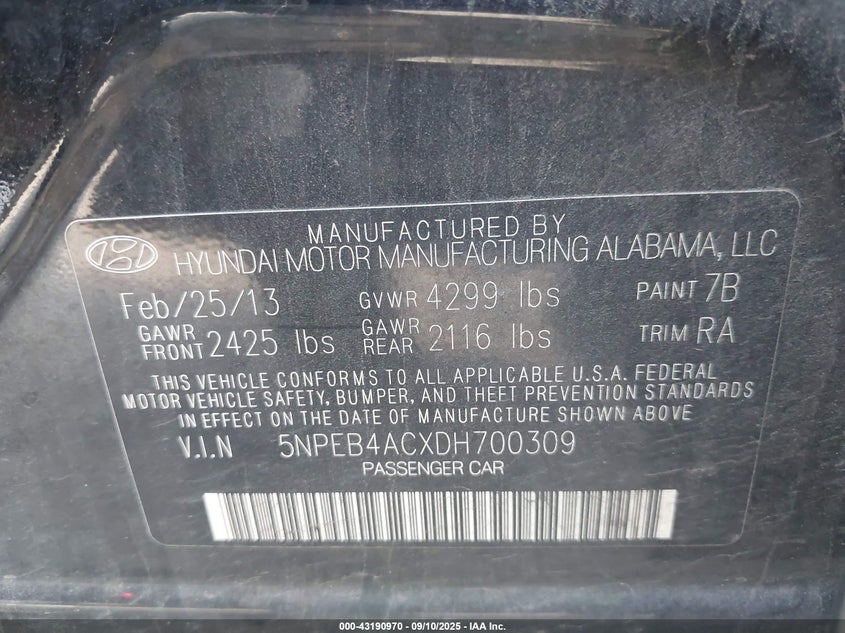 MANUFACTURED BY
HYUNDAI MOTOR MANUFACTURING ALABAMA, LLC
Feb/25/13 GVWR 4299 lbs PAINT 7B
GAWR FRONT 2425 lbs GAWR REAR 2116 lbs TRIM RA
THIS VEHICLE CONFORMS TO ALL APPLICABLE U.S.A. FEDERAL
MOTOR VEHICLE SAFETY, BUMPER, AND THEFT PREVENTION STANDARDS
IN EFFECT ON THE DATE OF MANUFACTURE SHOWN ABOVE
V.I.N 5NPEB4ACXDH700309
PASSENGER CAR
000-43190970 - 09/10/2025 - IAA Inc.